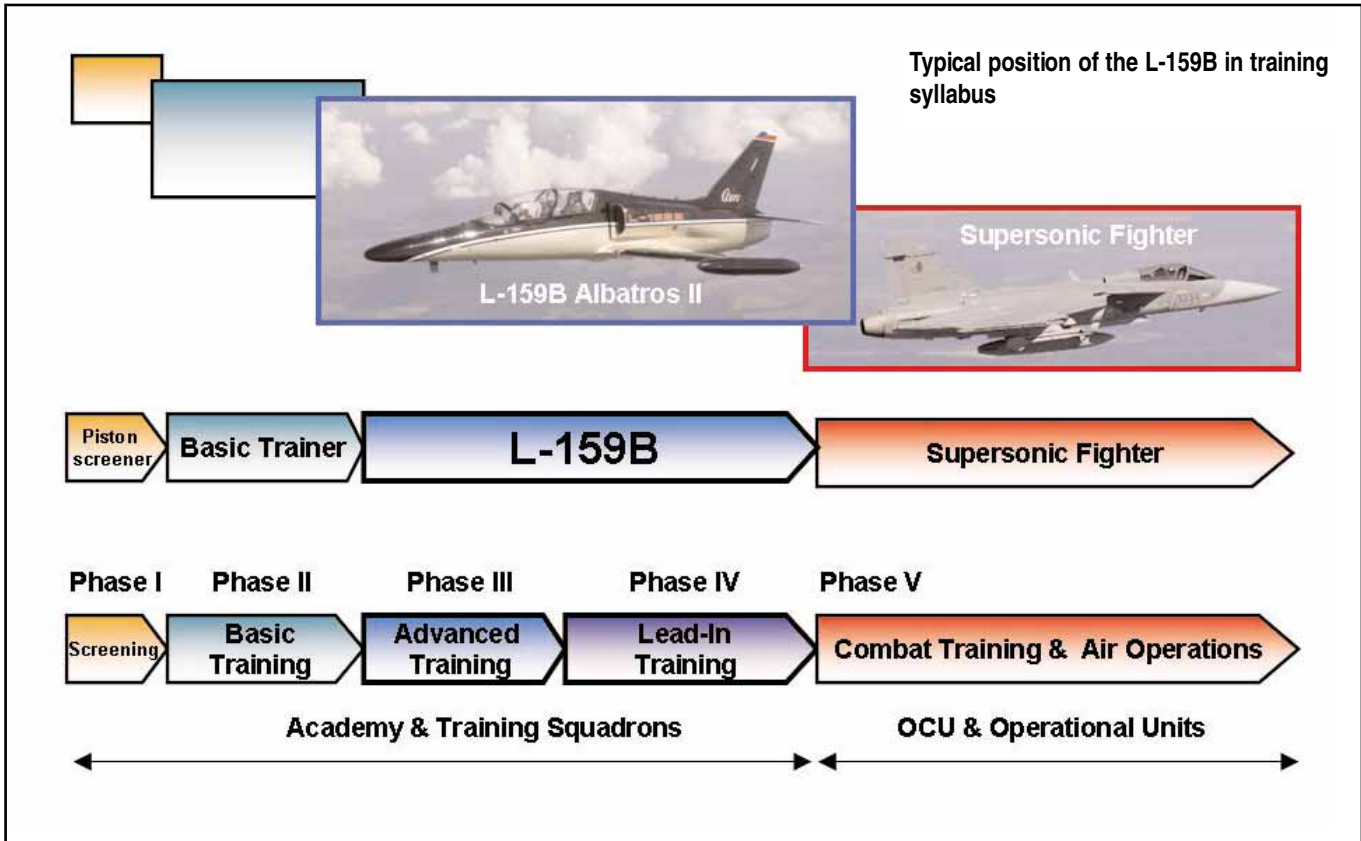 Typical position of the L-159B in training
syllabus
L-159B Albatros II
Supersonic Fighter
Piston
screener
Basic Trainer
L-159B
Supersonic Fighter
Phase I
Phase II
Phase III
Phase IV
Phase V
Screening
Basic
Training
Advanced
Training
Lead-In
Training
Combat Training & Air Operations
Academy & Training Squadrons
OCU & Operational Units